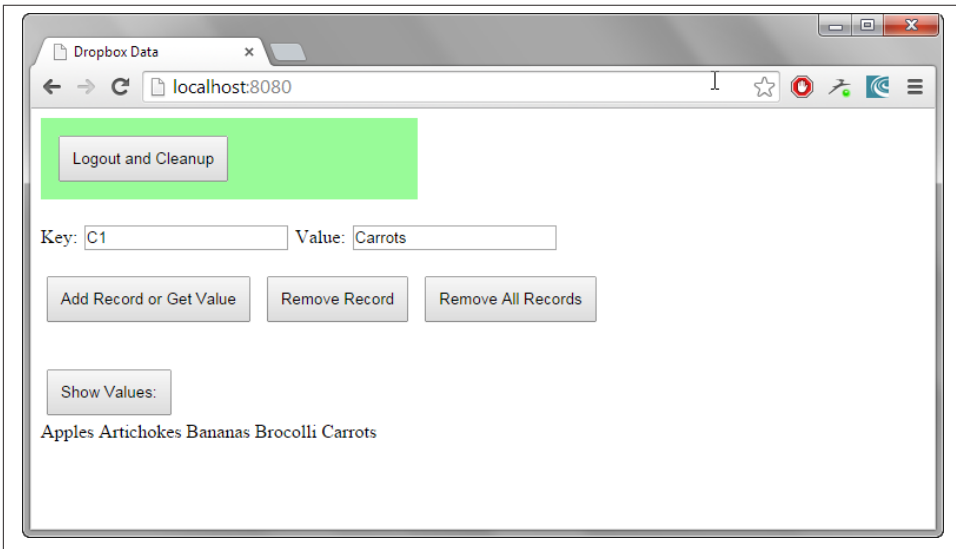 Dropbox Data
localhost:8080
Logout and Cleanup
Key: C1 Value: Carrots
Add Record or Get Value Remove Record Remove All Records
Show Values:
Apples Artichokes Bananas Brocolli Carrots